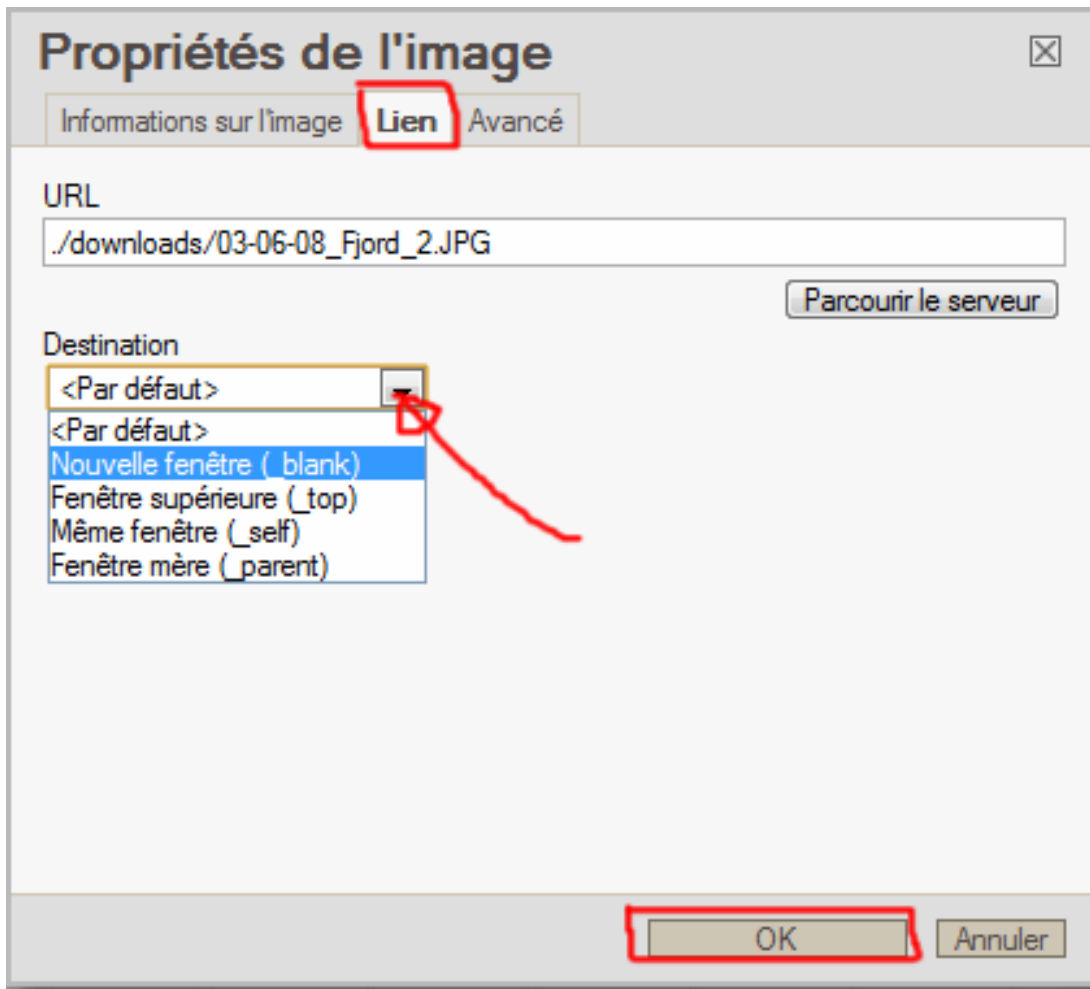 Propriétés de l'image
Informations sur l'image Lien Avancé
URL
./downloads/03-06-08_Fjord_2.JPG
Parcourir le serveur
Destination
<Par défaut>
<Par défaut>
Nouvelle fenêtre (_blank)
Fenêtre supérieure (_top)
Même fenêtre (_self)
Fenêtre mère (_parent)
OK Annuler